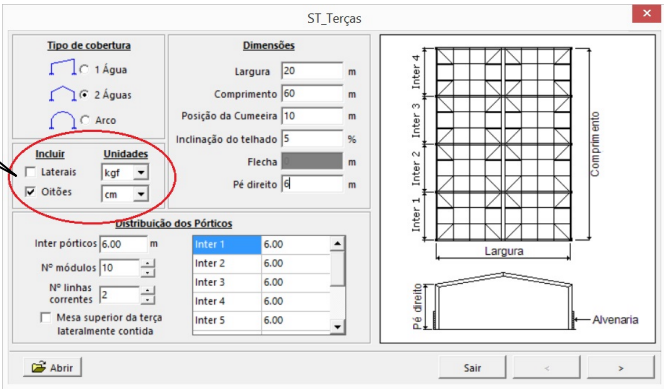 ST_Terças
Tipo de cobertura
1 Água
2 Águas
Arco
Incluir Unidades
Laterais kgf
Oitões cm
Dimensões
Largura 20 m
Comprimento 60 m
Posição da Cumeeira 10 m
Inclinação do telhado 5 %
Flecha 0 m
Pé direito 6 m
Distribuição dos Pórticos
Inter pórticos 6.00 m
Nº módulos 10
Nº linhas
correntes 2
Mesa superior da terça
lateralmente contida
Inter 1 6.00
Inter 2 6.00
Inter 3 6.00
Inter 4 6.00
Inter 5 6.00
Inter 4
Inter 3
Inter 2
Inter 1
Comprimento
Largura
Pé direito
Alvenaria
Abrir
Sair
<
>